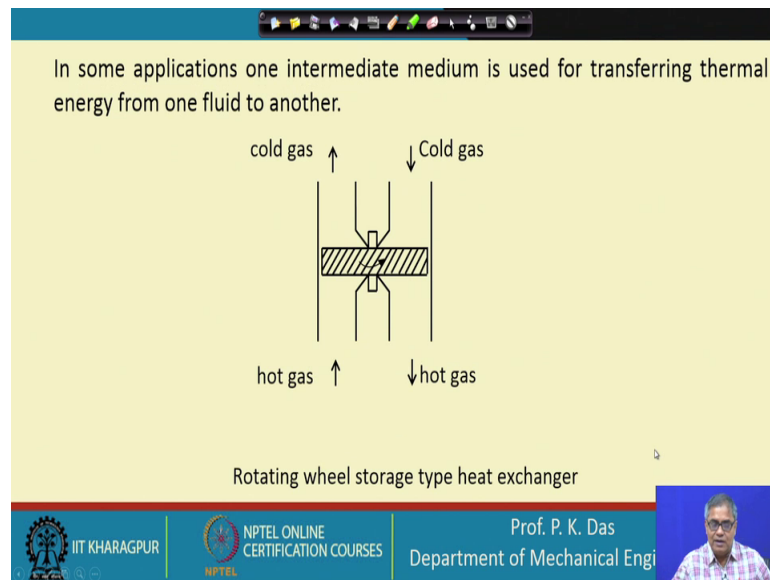 In some applications one intermediate medium is used for transferring thermal
energy from one fluid to another.
cold gas
Cold gas
hot gas
hot gas
Rotating wheel storage type heat exchanger
IIT KHARAGPUR
NPTEL
NPTEL ONLINE
CERTIFICATION COURSES
Prof. P. K. Das
Department of Mechanical Engi